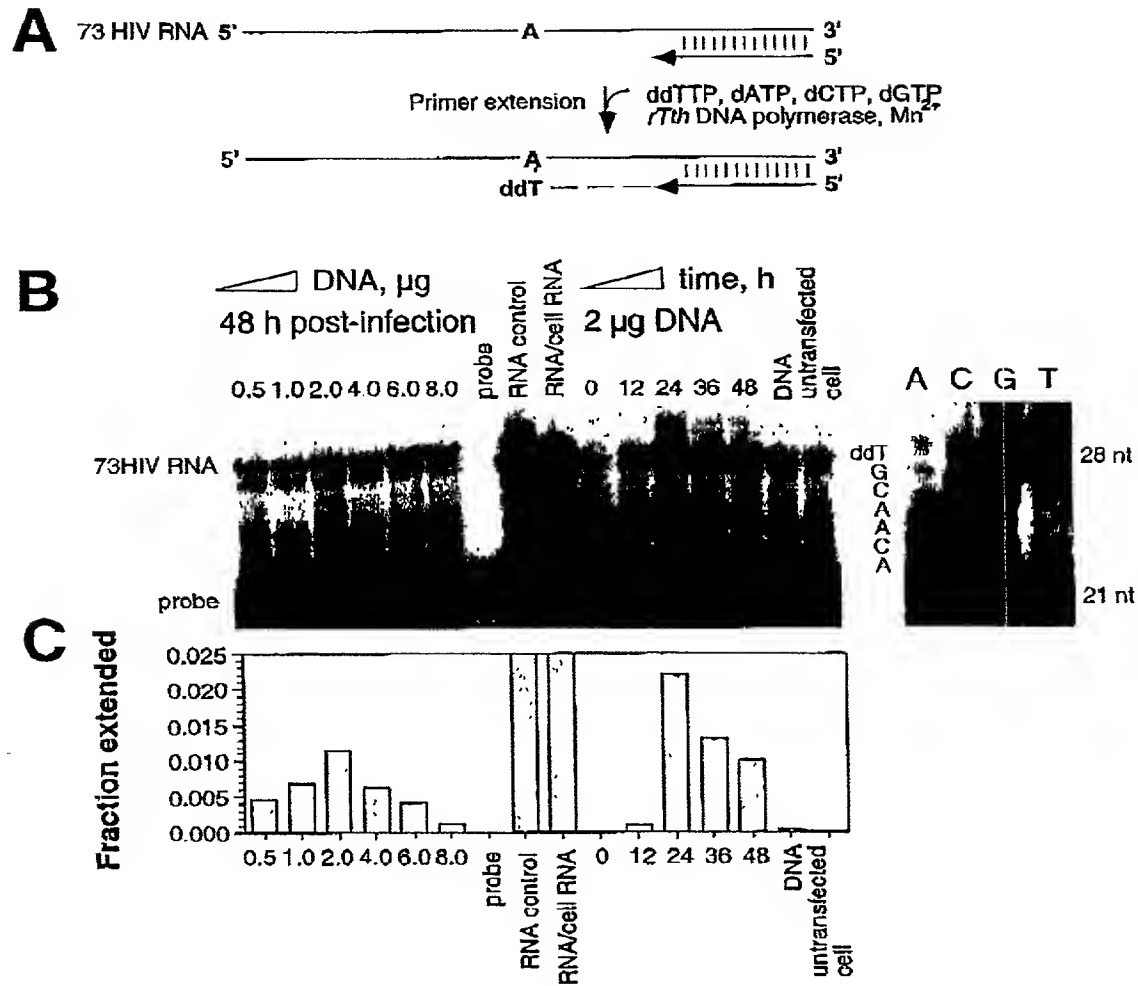 A
73 HIV RNA 5' A 3'
5'
Primer extension ddTTP, dATP, dCTP, dGTP
rTth DNA polymerase, Mn2+
5' A 3'
ddT 5'
B
DNA, µg
48 h post-infection
probe
RNA control
RNA/cell RNA
time, h
2 µg DNA
DNA
untransfected
cell
0.5 1.0 2.0 4.0 6.0 8.0
0 12 24 36 48
A C G T
73HIV RNA
ddT
G
C
A
A
C
A
28 nt
21 nt
probe
C
Fraction extended
0.025
0.020
0.015
0.010
0.005
0.000
0.5 1.0 2.0 4.0 6.0 8.0
probe
RNA control
RNA/cell RNA
0 12 24 36 48
DNA
untransfected
cell